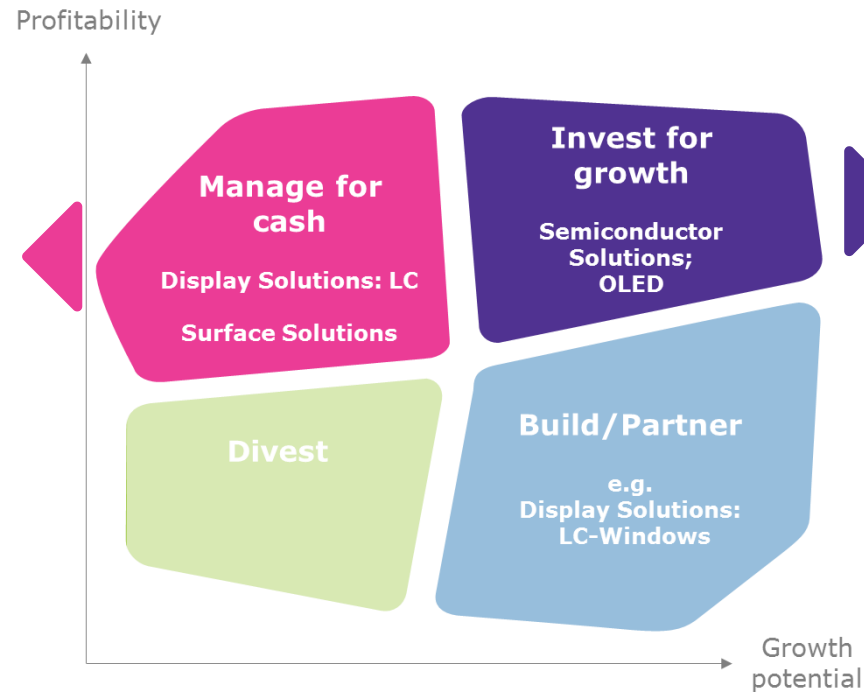 Profitability
Manage for
cash
Display Solutions: LC
Surface Solutions
Invest for
growth
Semiconductor
Solutions;
OLED
Divest
Build/Partner
e.g.
Display Solutions:
LC-Windows
Growth
potential